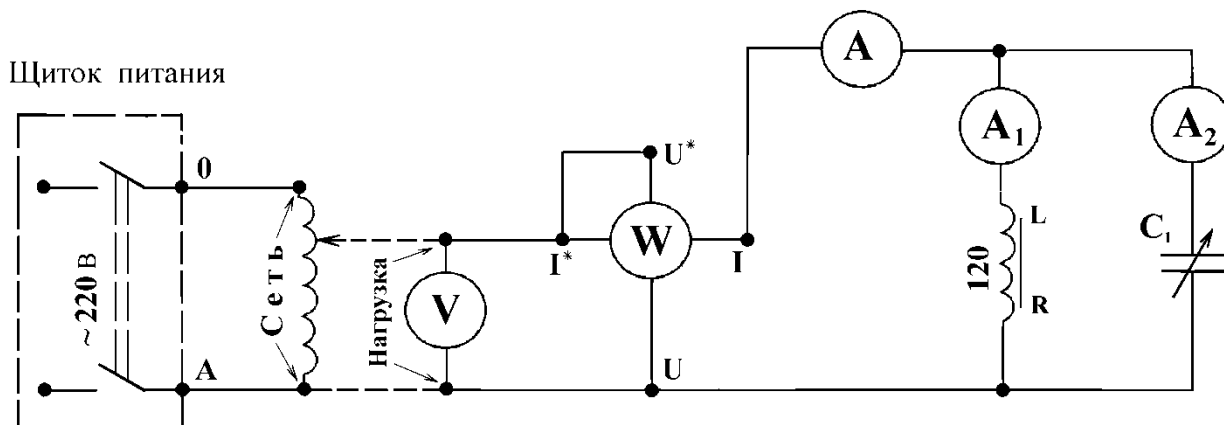 Щиток питания
0
~220 В
Сеть
А
Нагрузка
V
I*
U*
W
I
U
A
A₁
A₂
120
L
R
C₁